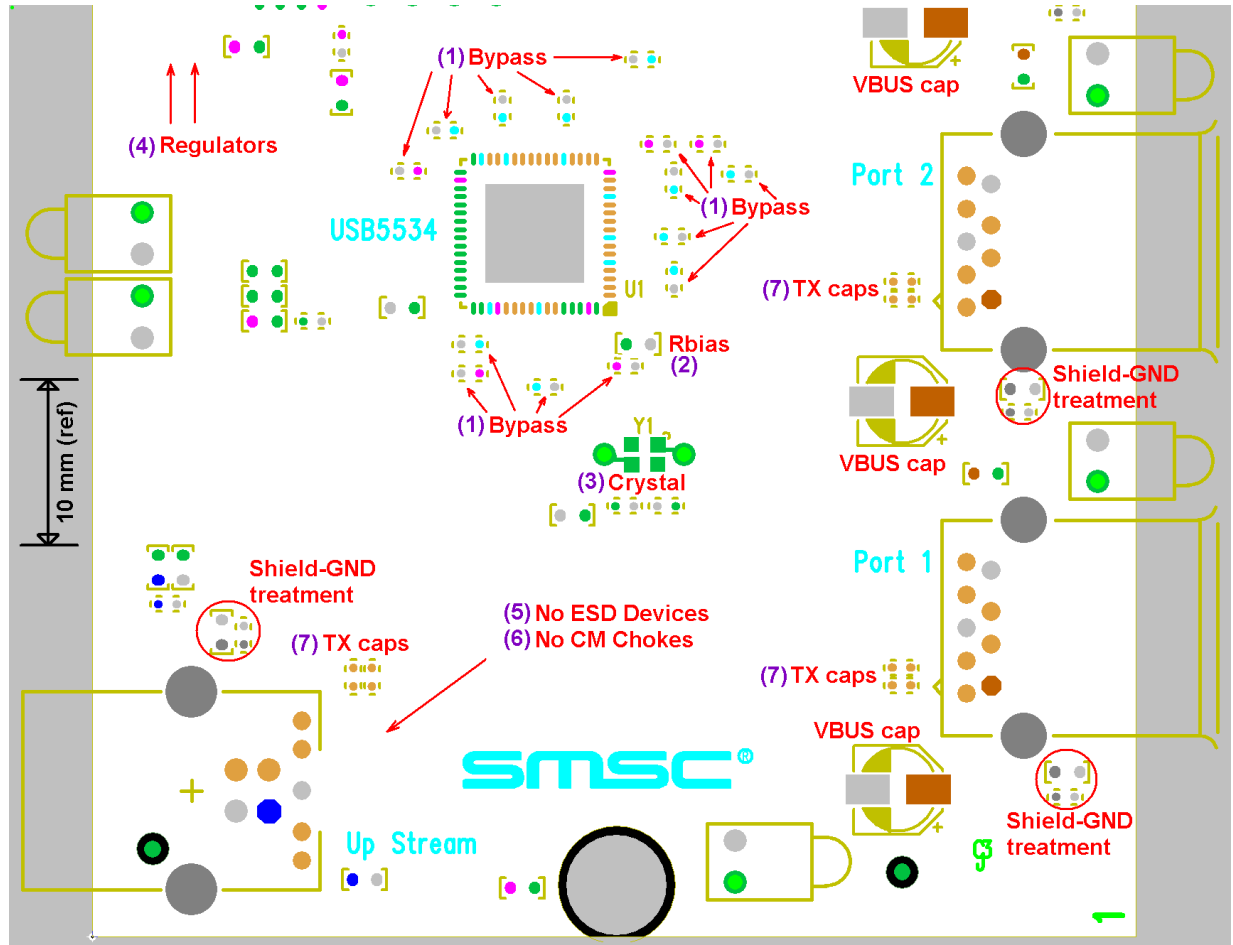 (1) Bypass
VBUS cap
(4) Regulators
Port 2
USB5534
(1) Bypass
U1
(7) TX caps
Rbias
(2)
Shield-GND
treatment
10 mm (ref)
(1) Bypass
Y1
VBUS cap
(3) Crystal
Port 1
Shield-GND
treatment
(5) No ESD Devices
(6) No CM Chokes
(7) TX caps
(7) TX caps
VBUS cap
smsc®
Shield-GND
treatment
Up Stream
1